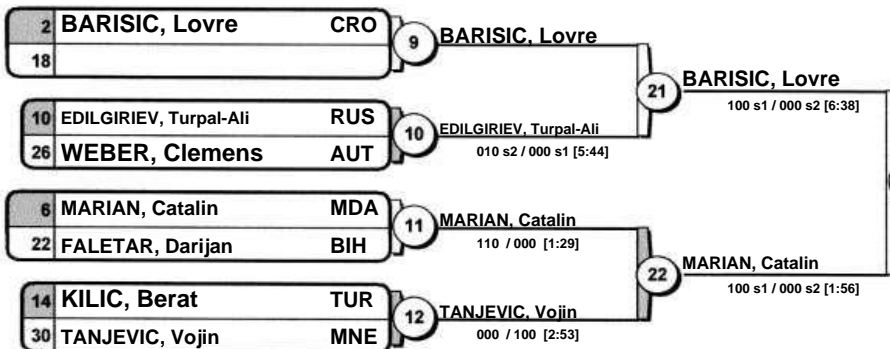 2 BARISIC, Lovre CRO
18
9 BARISIC, Lovre
10 EDILGIRIEV, Turpal-Ali RUS
26 WEBER, Clemens AUT
10 EDILGIRIEV, Turpal-Ali
010 s2 / 000 s1 [5:44]
21 BARISIC, Lovre
100 s1 / 000 s2 [6:38]
6 MARIAN, Catalin MDA
22 FALETAR, Darijan BIH
11 MARIAN, Catalin
110 / 000 [1:29]
14 KILIC, Berat TUR
30 TANJEVIC, Vojin MNE
12 TANJEVIC, Vojin
000 / 100 [2:53]
22 MARIAN, Catalin
100 s1 / 000 s2 [1:56]